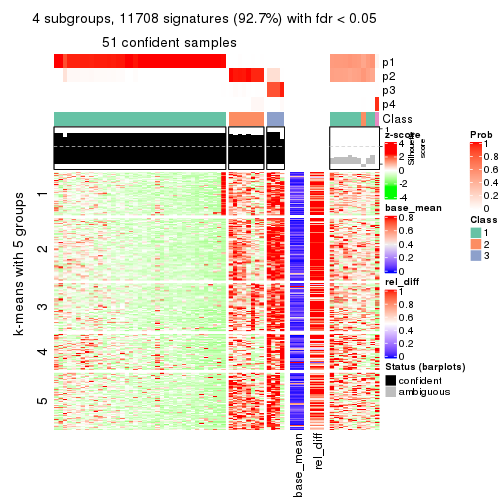 4 subgroups, 11708 signatures (92.7%) with fdr < 0.05
51 confident samples
p1
p2
p3
p4
Class
1
Silhouette
score
k-means with 5 groups
1
2
3
4
5
base_mean
rel_diff
z-score
4
2
0
-2
-4
base_mean
0.8
0.6
0.4
0.2
0
rel_diff
1
0.8
0.6
0.4
0.2
0
Status (barplots)
confident
ambiguous
Prob
1
0.8
0.6
0.4
0.2
0
Class
1
2
3